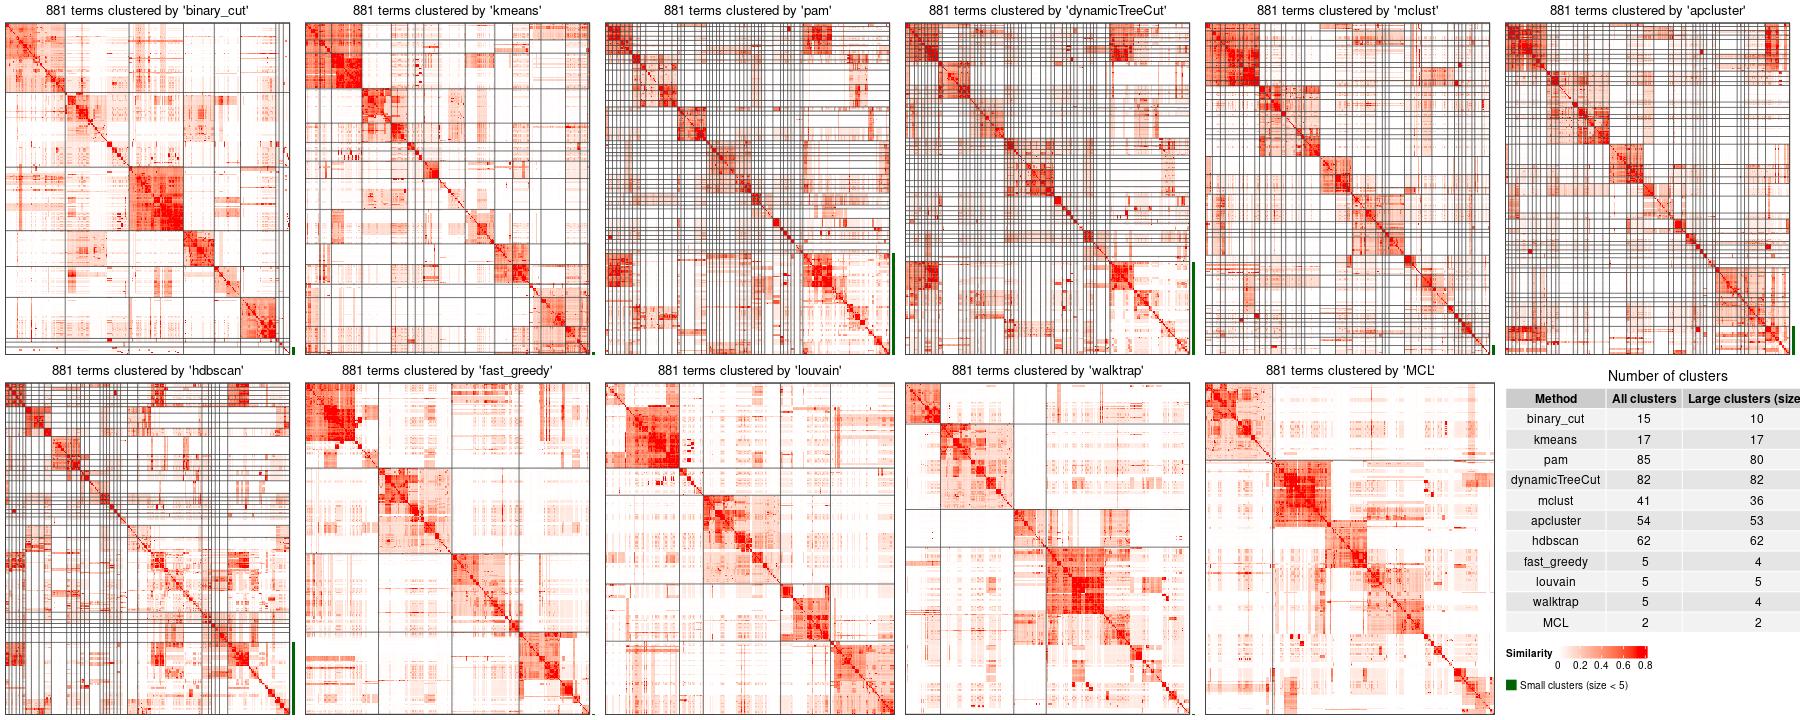 881 terms clustered by 'binary_cut'
881 terms clustered by 'kmeans'
881 terms clustered by 'pam'
881 terms clustered by 'dynamicTreeCut'
881 terms clustered by 'mclust'
881 terms clustered by 'apcluster'
881 terms clustered by 'hdbscan'
881 terms clustered by 'fast_greedy'
881 terms clustered by 'louvain'
881 terms clustered by 'walktrap'
881 terms clustered by 'MCL'
Number of clusters
Method All clusters Large clusters (size
binary_cut 15 10
kmeans 17 17
pam 85 80
dynamicTreeCut 82 82
mclust 41 36
apcluster 54 53
hdbscan 62 62
fast_greedy 5 4
louvain 5 5
walktrap 5 4
MCL 2 2
Similarity
0 0.2 0.4 0.6 0.8
Small clusters (size < 5)